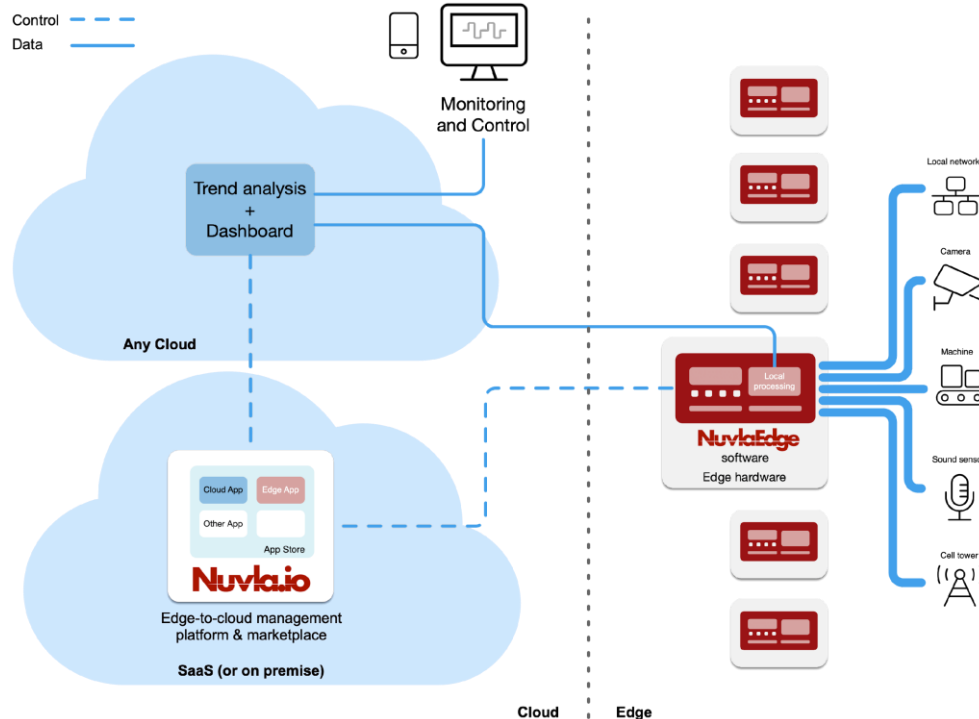 Control
Data
Monitoring
and Control
Trend analysis
+
Dashboard
Any Cloud
Cloud App
Edge App
Other App
App Store
Nuvla.io
Edge-to-cloud management
platform & marketplace
SaaS (or on premise)
Cloud
Edge
Local
processing
NuvlaEdge
software
Edge hardware
Local network
Camera
Machine
Sound senso
Cell tower